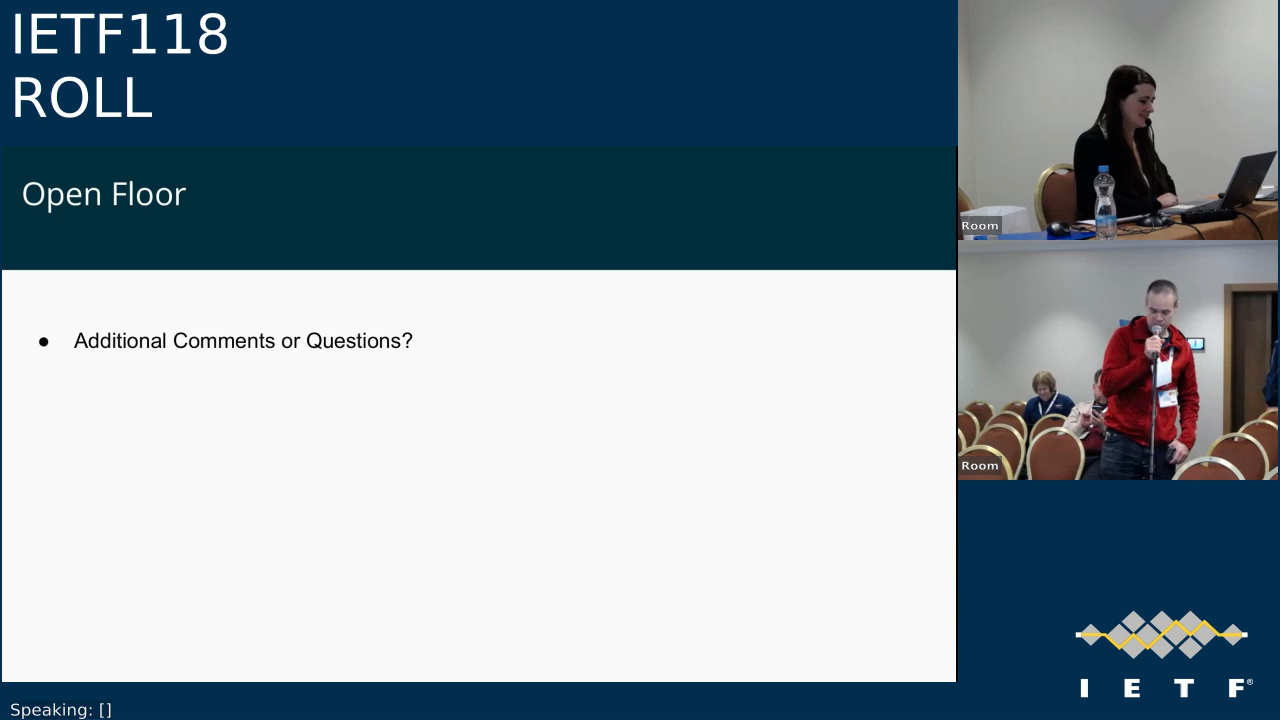 IETF118
ROLL
Open Floor
● Additional Comments or Questions?
Room
Room
I E T F®
Speaking: []